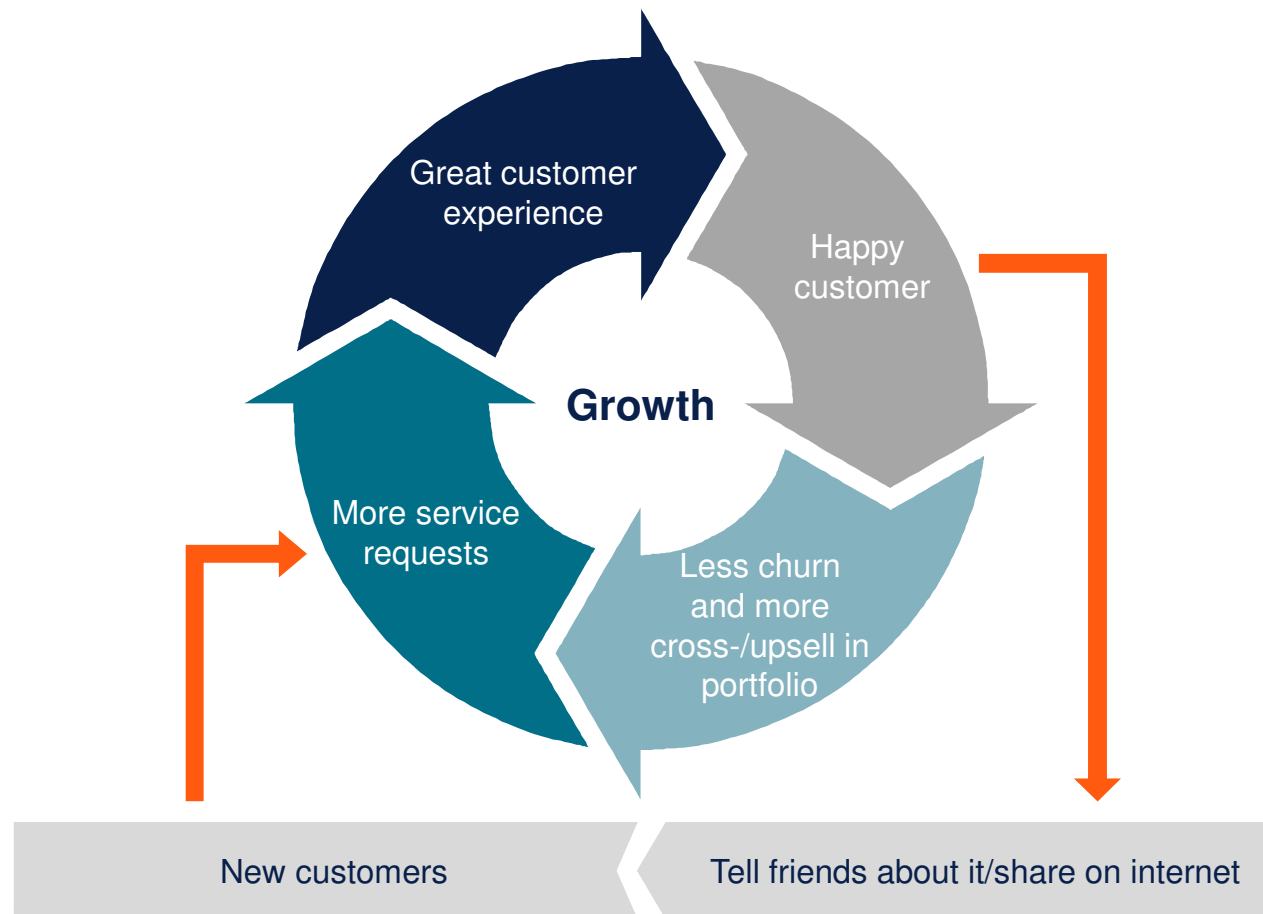 Great customer
experience
Happy
customer
Growth
More service
requests
Less churn
and more
cross-/upsell in
portfolio
New customers
Tell friends about it/share on internet